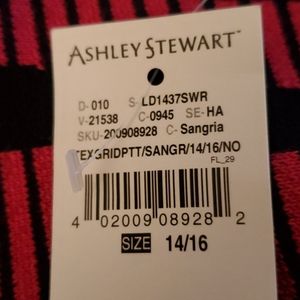 ASHLEY STEWART
D- 010 S- LD1437SWR
V-21538 C-0945 SE-HA
SKU-200908928 C- Sangria
TEXGRIDPTT/SANGR/14/16/NO
FL_29
4 02009 08928 2
SIZE 14/16